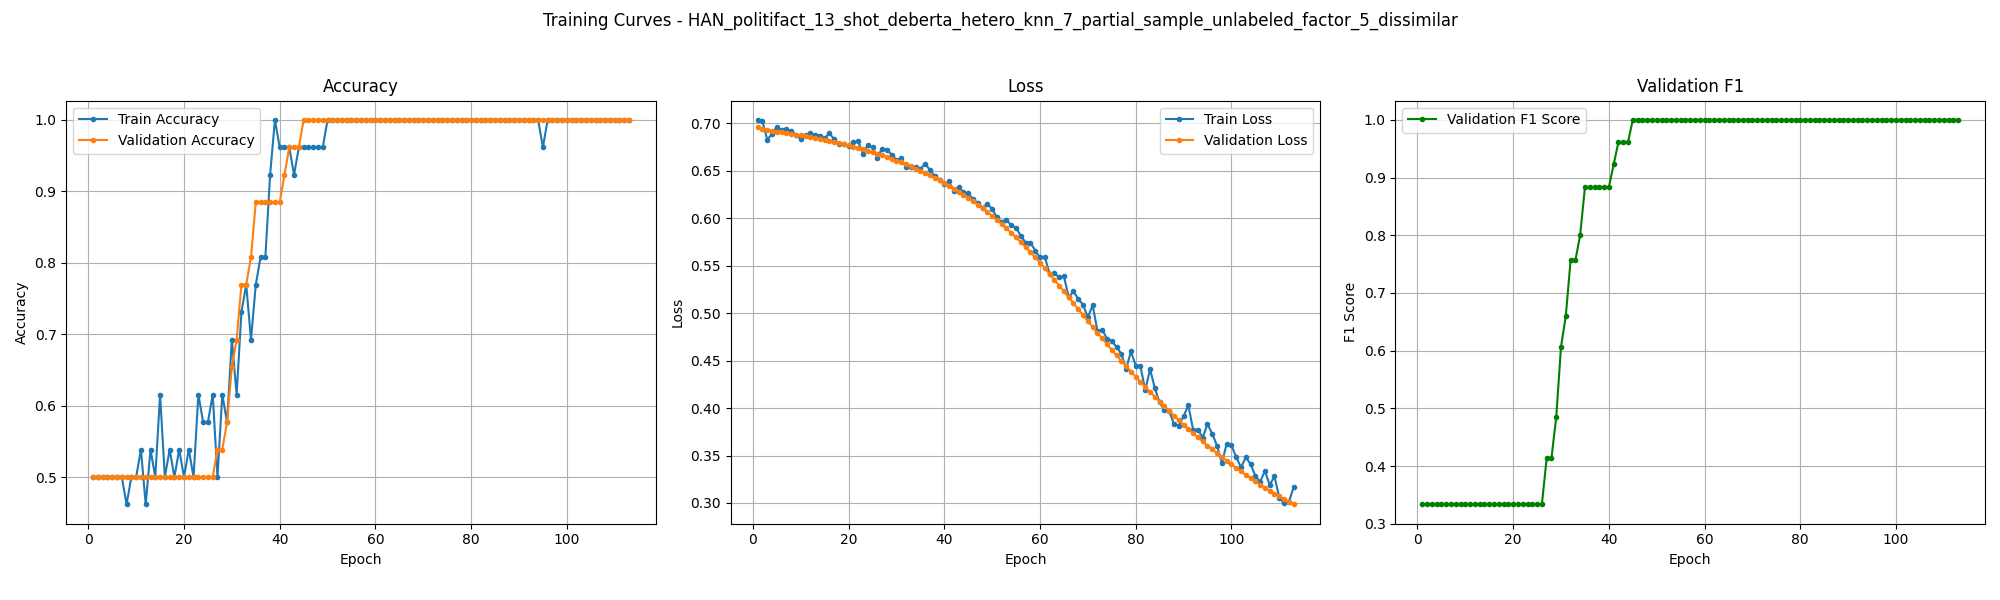 Training Curves - HAN_politifact_13_shot_deberta_hetero_knn_7_partial_sample_unlabeled_factor_5_dissimilar
Accuracy
Train Accuracy
Validation Accuracy
Accuracy
1.0
0.9
0.8
0.7
0.6
0.5
0 20 40 60 80 100
Epoch
Loss
Train Loss
Validation Loss
Loss
0.70
0.65
0.60
0.55
0.50
0.45
0.40
0.35
0.30
0 20 40 60 80 100
Epoch
Validation F1
Validation F1 Score
F1 Score
1.0
0.9
0.8
0.7
0.6
0.5
0.4
0.3
0 20 40 60 80 100
Epoch